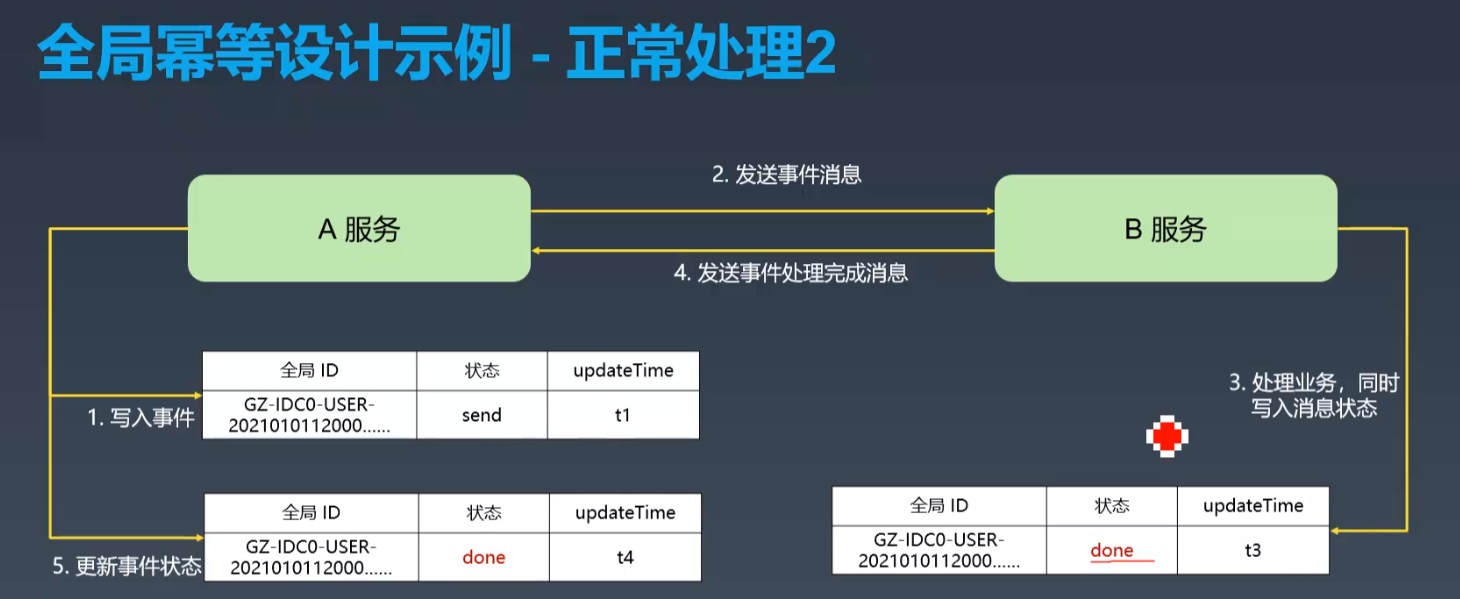 全局幂等设计示例 - 正常处理2
2. 发送事件消息
A 服务
B 服务
4. 发送事件处理完成消息
全局 ID 状态 updateTime
GZ-IDC0-USER-
2021010112000...... send t1
1. 写入事件
3. 处理业务，同时
写入消息状态
全局 ID 状态 updateTime
GZ-IDC0-USER-
2021010112000...... done t4
5. 更新事件状态
全局 ID 状态 updateTime
GZ-IDC0-USER-
2021010112000...... done t3